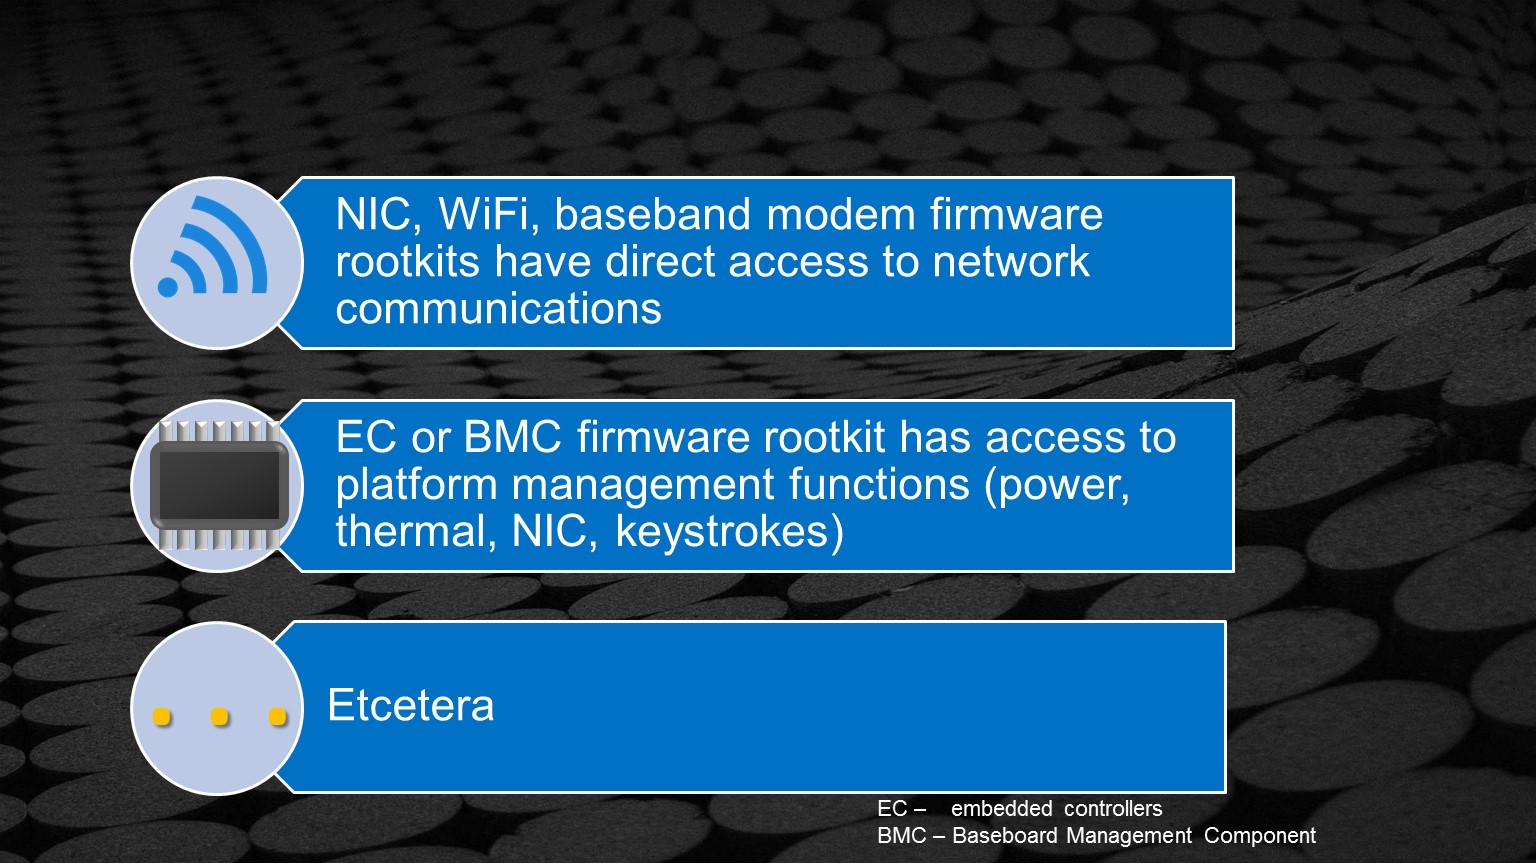 NIC, WiFi, baseband modem firmware
rootkits have direct access to network
communications
EC or BMC firmware rootkit has access to
platform management functions (power,
thermal, NIC, keystrokes)
Etcetera
EC – embedded controllers
BMC – Baseboard Management Component